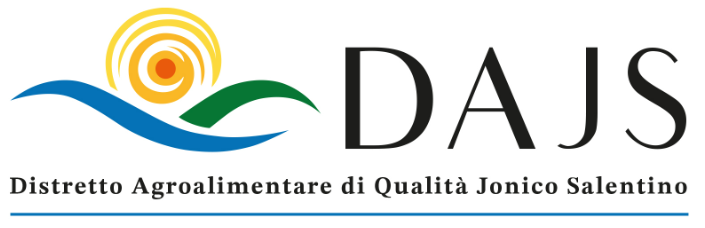 DAJS
Distretto Agroalimentare di Qualità Jonico Salentino